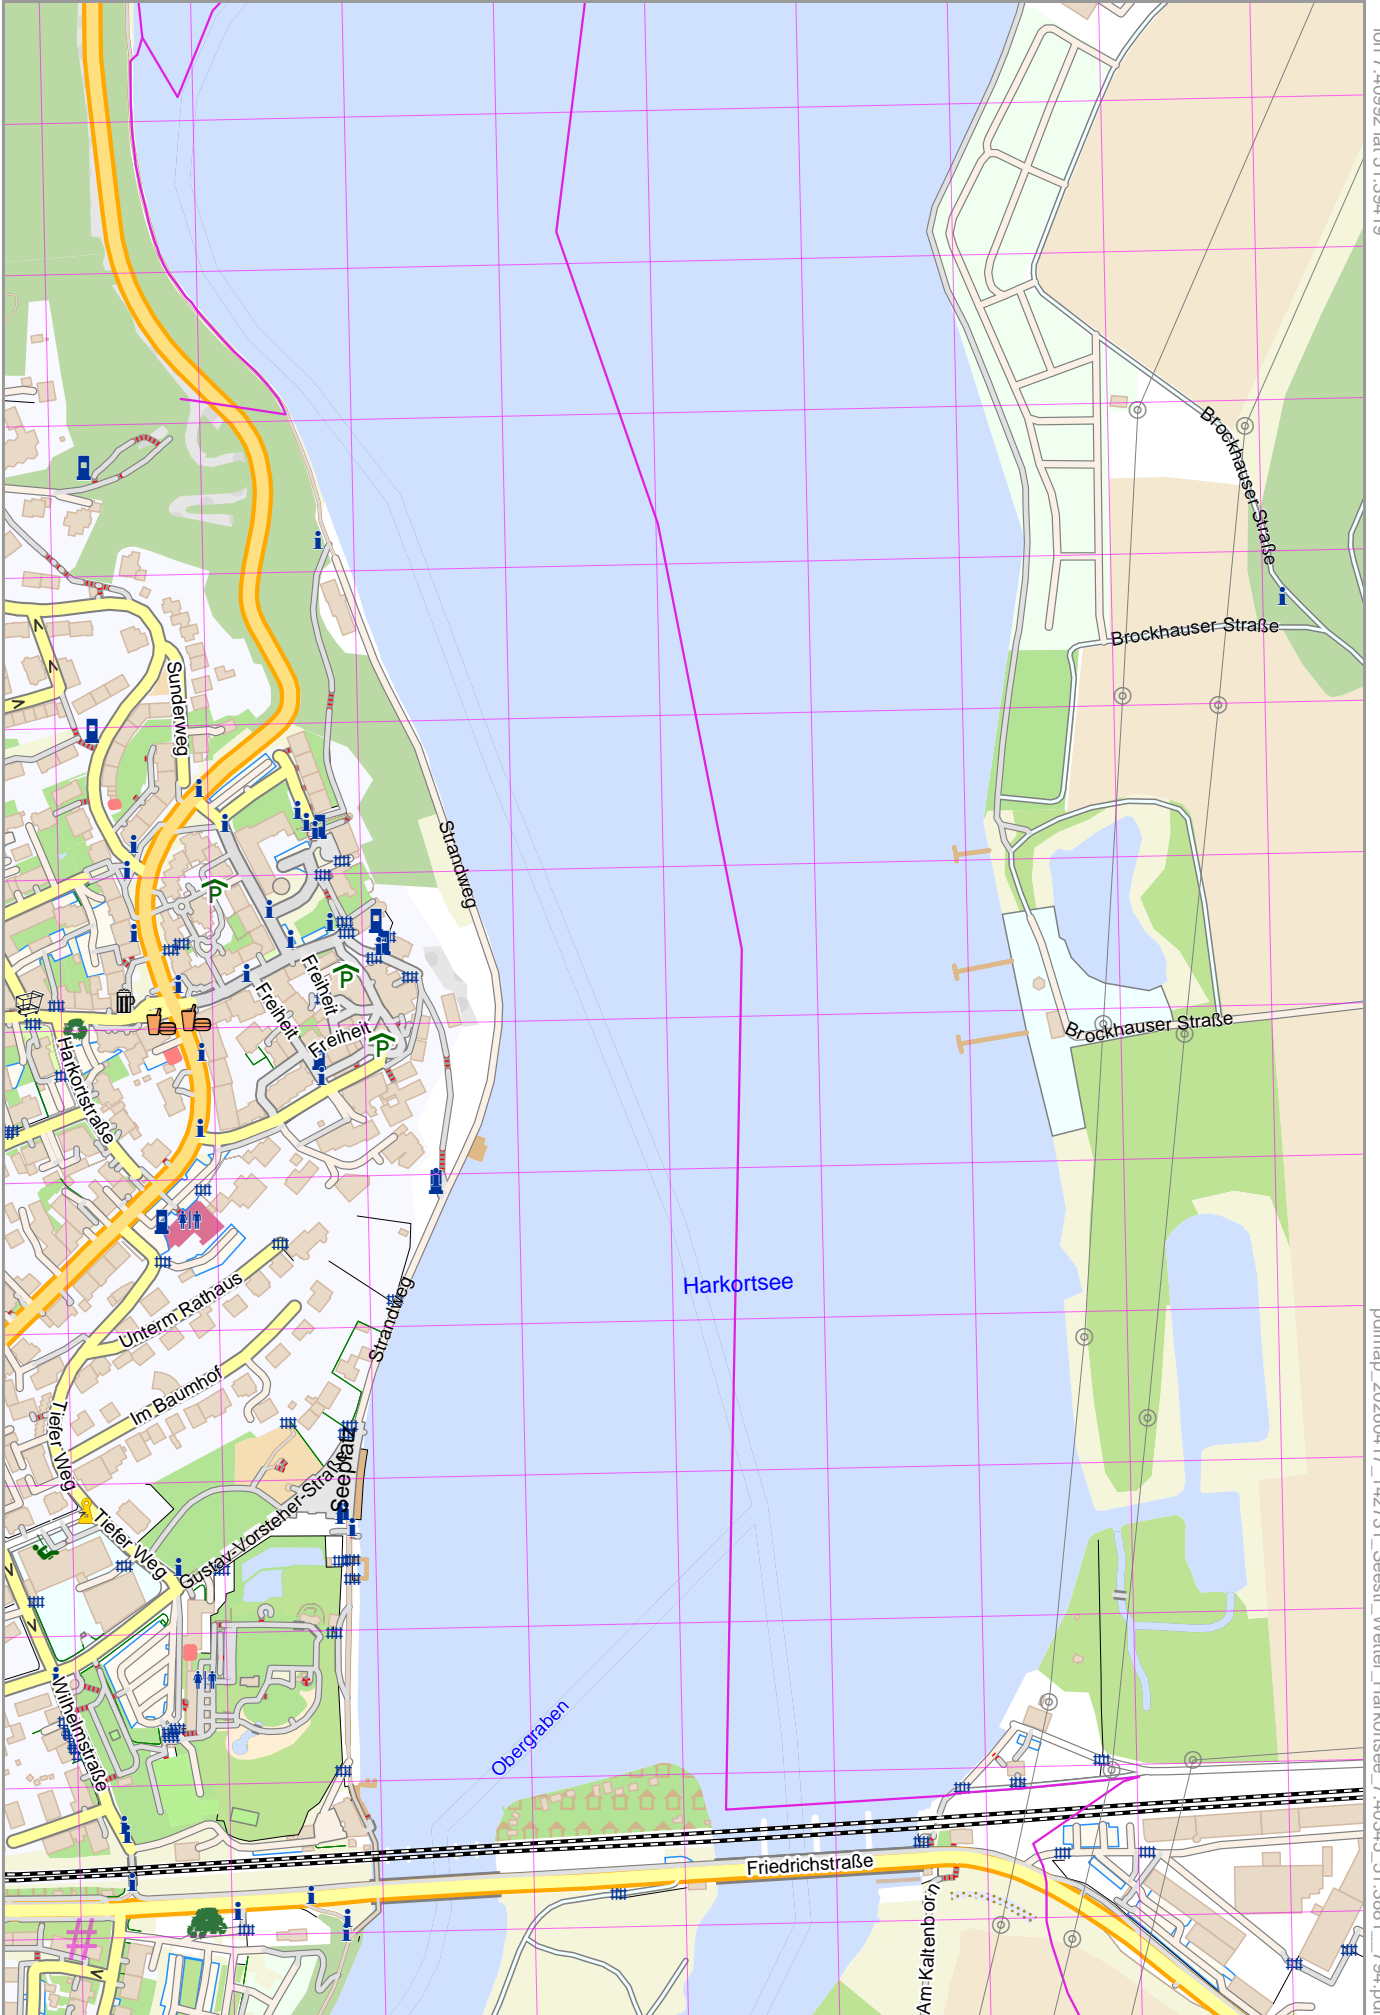 Brockhauser Straße
Brockhauser Straße
Sunderweg
Strandweg
Freiheit
Freiheit
Freiheit
Brockhauser Straße
Harkortstraße
Harkortsee
Unterm Rathaus
Strandweg
Im Baumhof
Tiefer Weg
Seeplatz
Gustav-Vorsteher-Straße
Tiefer Weg
Wilhelmstraße
Obergraben
Friedrichstraße
Am Kaltenborn
P
P
P